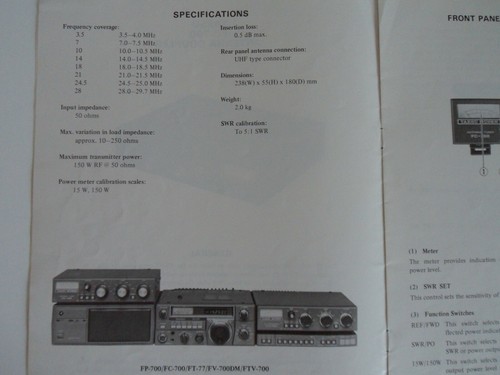 SPECIFICATIONS
Frequency coverage:
3.5 3.5-4.0 MHz
7 7.0-7.5 MHz
10 10.0-10.5 MHz
14 14.0-14.5 MHz
18 18.0-18.5 MHz
21 21.0-21.5 MHz
24.5 24.5-25.0 MHz
28 28.0-29.7 MHz
Input impedance:
50 ohms
Max. variation in load impedance:
approx. 10-250 ohms
Maximum transmitter power:
150 W RF @ 50 ohms
Power meter calibration scales:
15 W, 150 W
Insertion loss:
0.5 dB max.
Rear panel antenna connection:
UHF type connector
Dimensions:
238(W) x 55(H) x 180(D) mm
Weight:
2.0 kg
SWR calibration:
To 5:1 SWR
FP-700/FC-700/FT-77/FV-700DM/FTV-700
FRONT PANE
(1) Meter
The meter provides indication
power level.
(2) SWR SET
This control sets the sensitivity of
(3) Function Switches
REF/FWD This switch selects
flected power indicat
SWR/PO This switch selects
SWR or power output
15W/150W This switch selects
output power level